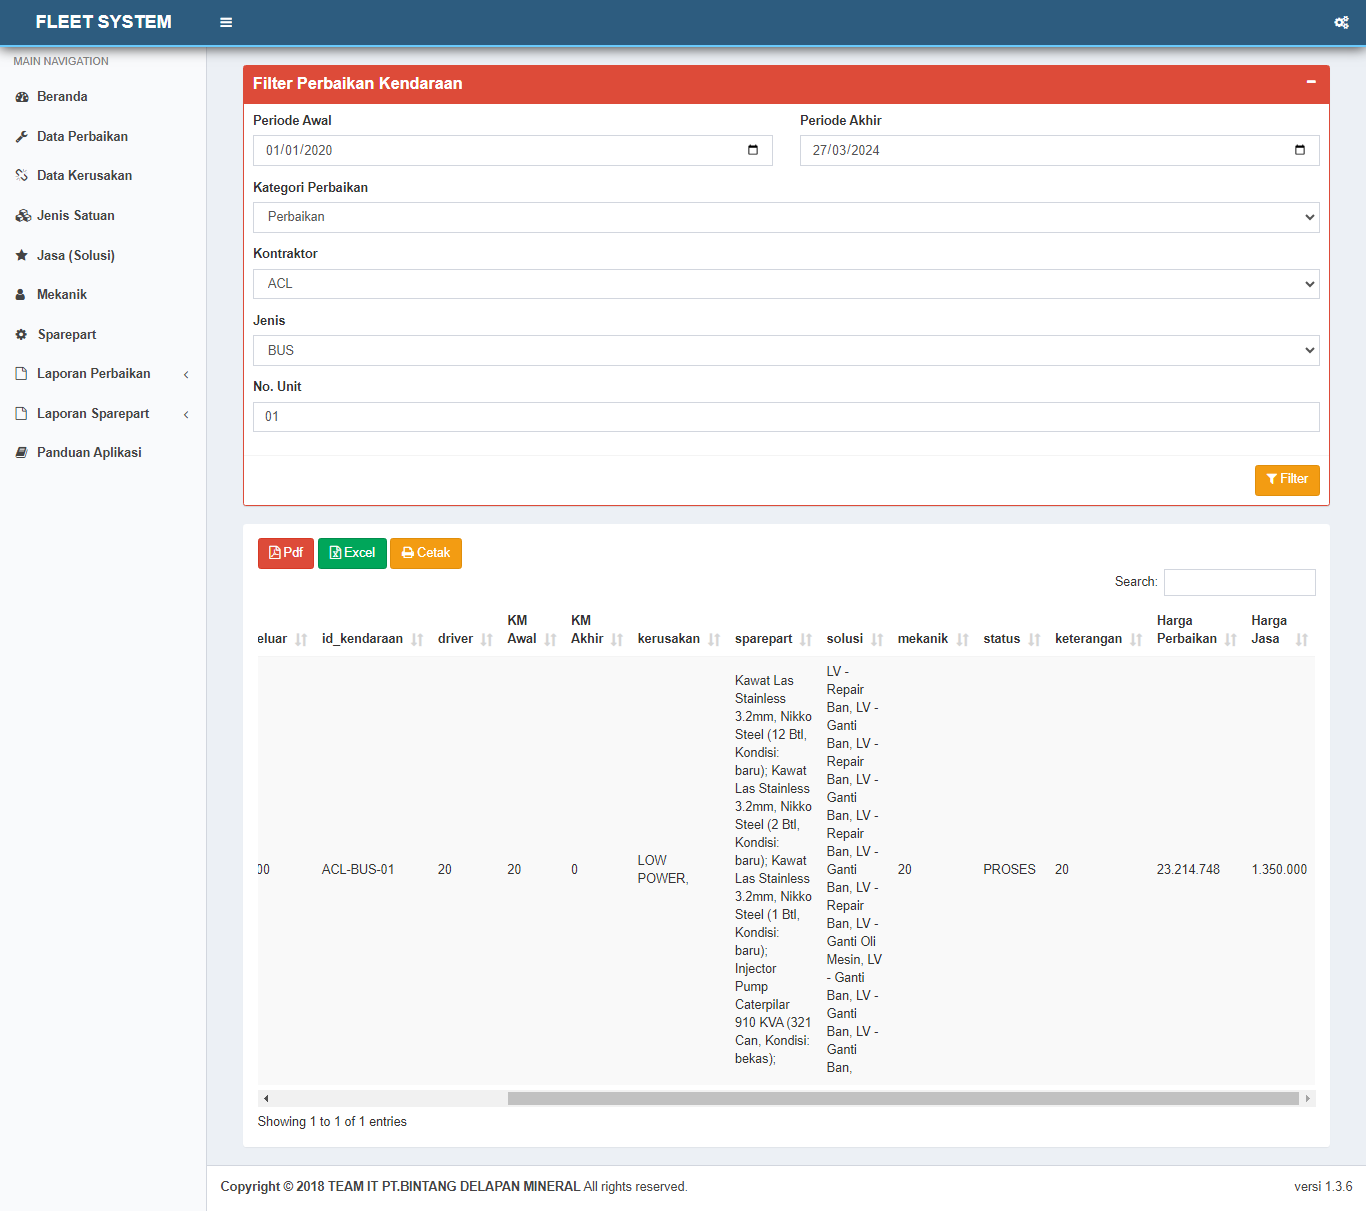 FLEET SYSTEM
MAIN NAVIGATION
Beranda
Data Perbaikan
Data Kerusakan
Jenis Satuan
Jasa (Solusi)
Mekanik
Sparepart
Laporan Perbaikan
Laporan Sparepart
Panduan Aplikasi
Filter Perbaikan Kendaraan
Periode Awal
Periode Akhir
01/01/2020
27/03/2024
Kategori Perbaikan
Perbaikan
Kontraktor
ACL
Jenis
BUS
No. Unit
01
Filter
Pdf
Excel
Cetak
Search:
eluar
id_kendaraan
driver
KM
Awal
KM
Akhir
kerusakan
sparepart
solusi
mekanik
status
keterangan
Harga
Perbaikan
Harga
Jasa
00
ACL-BUS-01
20
20
0
LOW
POWER,
Kawat Las
Stainless
3.2mm, Nikko
Steel (12 Btl,
Kondisi:
baru); Kawat
Las Stainless
3.2mm, Nikko
Steel (2 Btl,
Kondisi:
baru); Kawat
Las Stainless
3.2mm, Nikko
Steel (1 Btl,
Kondisi:
baru);
Injector
Pump
Caterpilar
910 KVA (321
Can, Kondisi:
bekas);
LV -
Repair
Ban, LV -
Ganti
Ban, LV -
Repair
Ban, LV -
Ganti
Ban, LV -
Repair
Ban, LV -
Ganti
Ban, LV -
Repair
Ban, LV -
Ganti Oli
Mesin, LV
- Ganti
Ban, LV -
Ganti
Ban, LV -
Ganti
Ban,
20
PROSES
20
23.214.748
1.350.000
Showing 1 to 1 of 1 entries
Copyright © 2018 TEAM IT PT.BINTANG DELAPAN MINERAL All rights reserved.
versi 1.3.6